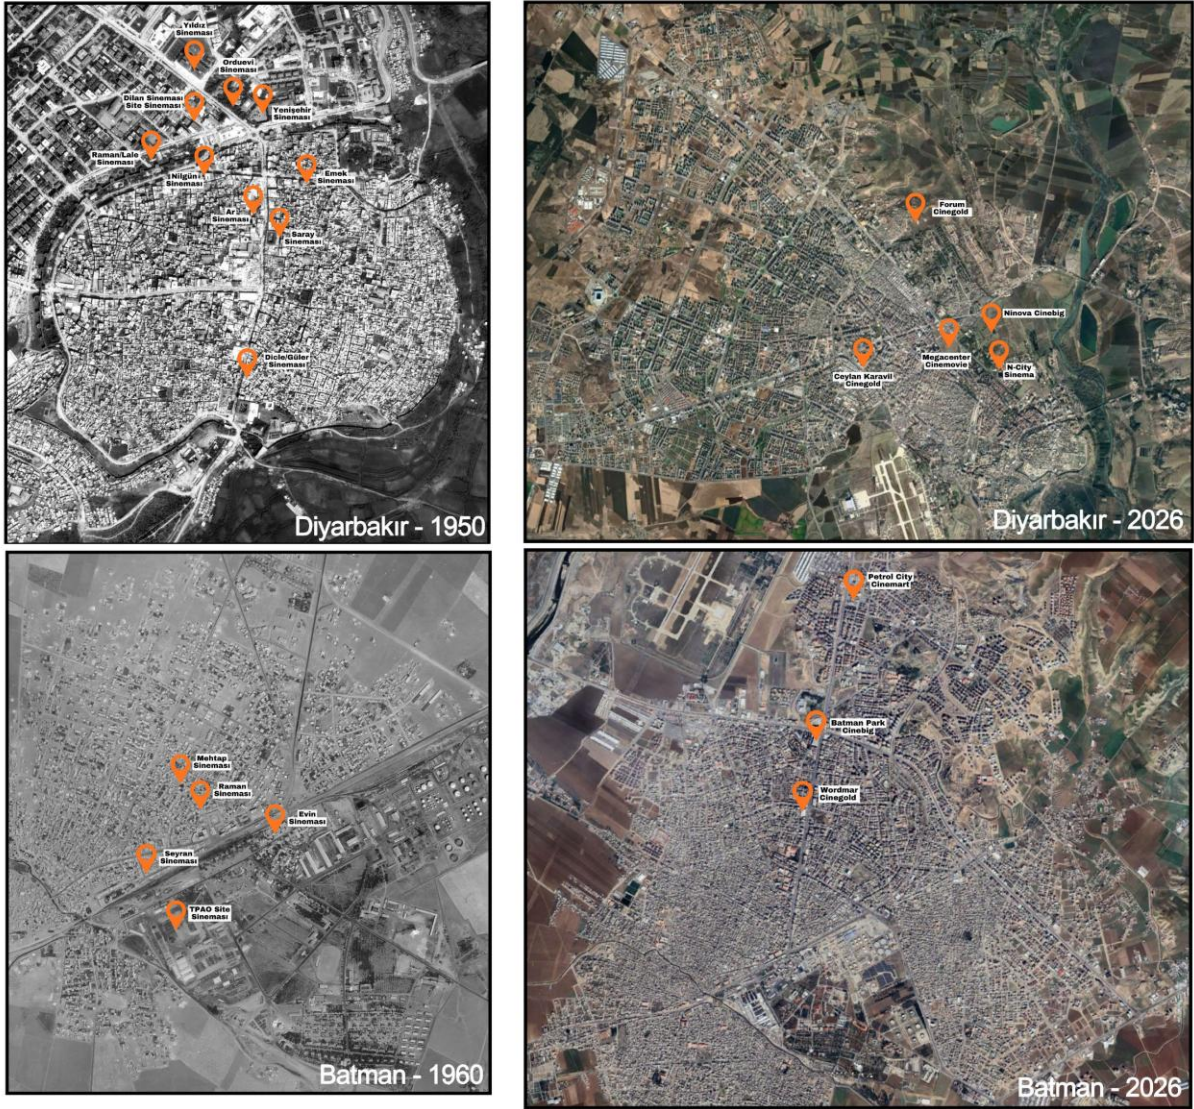 Yıldız
Sineması
Orduevi
Sineması
Dilan Sineması
Site Sineması
Yenişehir
Sineması
Raman/Lale
Sineması
Nilgün
Sineması
Emek
Sineması
Ar
Sineması
Saray
Sineması
Dicle/Güler
Sineması
Diyarbakır - 1950
Forum
Cinegold
Ninova Cinebig
Megacenter
Cinemovie
N-City
Sinema
Ceylan Karavil
Cinegold
Diyarbakır - 2026
Mehtap
Sineması
Raman
Sineması
Evin
Sineması
Seyran
Sineması
TPAO Site
Sineması
Batman - 1960
Petrol City
Cinemart
Batman Park
Cinebig
Wordmar
Cinegold
Batman - 2026